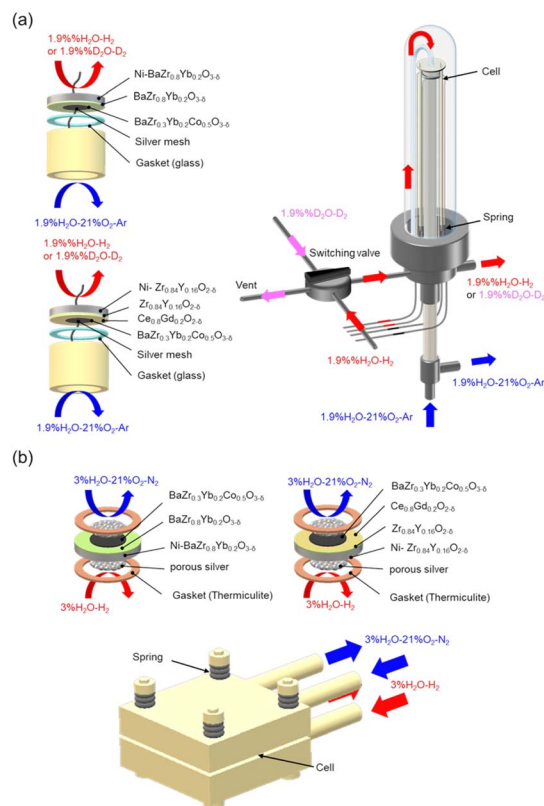 (a)
1.9%%H₂O-H₂
or 1.9%%D₂O-D₂
Ni-BaZr₀.₈Yb₀.₂O₃-δ
BaZr₀.₈Yb₀.₂O₃-δ
BaZr₀.₃Yb₀.₂Co₀.₅O₃-δ
Silver mesh
Gasket (glass)
1.9%H₂O-21%O₂-Ar
1.9%%H₂O-H₂
or 1.9%%D₂O-D₂
Ni- Zr₀.₈₄Y₀.₁₆O₂-δ
Zr₀.₈₄Y₀.₁₆O₂-δ
Ce₀.₈Gd₀.₂O₂-δ
BaZr₀.₃Yb₀.₂Co₀.₅O₃-δ
Silver mesh
Gasket (glass)
1.9%H₂O-21%O₂-Ar
Cell
Spring
1.9%%D₂O-D₂
Switching valve
Vent
1.9%%H₂O-H₂
or 1.9%%D₂O-D₂
1.9%%H₂O-H₂
1.9%H₂O-21%O₂-Ar
1.9%H₂O-21%O₂-Ar
(b)
3%H₂O-21%O₂-N₂
BaZr₀.₃Yb₀.₂Co₀.₅O₃-δ
BaZr₀.₈Yb₀.₂O₃-δ
Ni-BaZr₀.₈Yb₀.₂O₃-δ
porous silver
Gasket (Thermiculite)
3%H₂O-H₂
3%H₂O-21%O₂-N₂
BaZr₀.₃Yb₀.₂Co₀.₅O₃-δ
Ce₀.₈Gd₀.₂O₂-δ
Zr₀.₈₄Y₀.₁₆O₂-δ
Ni- Zr₀.₈₄Y₀.₁₆O₂-δ
porous silver
Gasket (Thermiculite)
3%H₂O-H₂
Spring
3%H₂O-21%O₂-N₂
3%H₂O-H₂
Cell